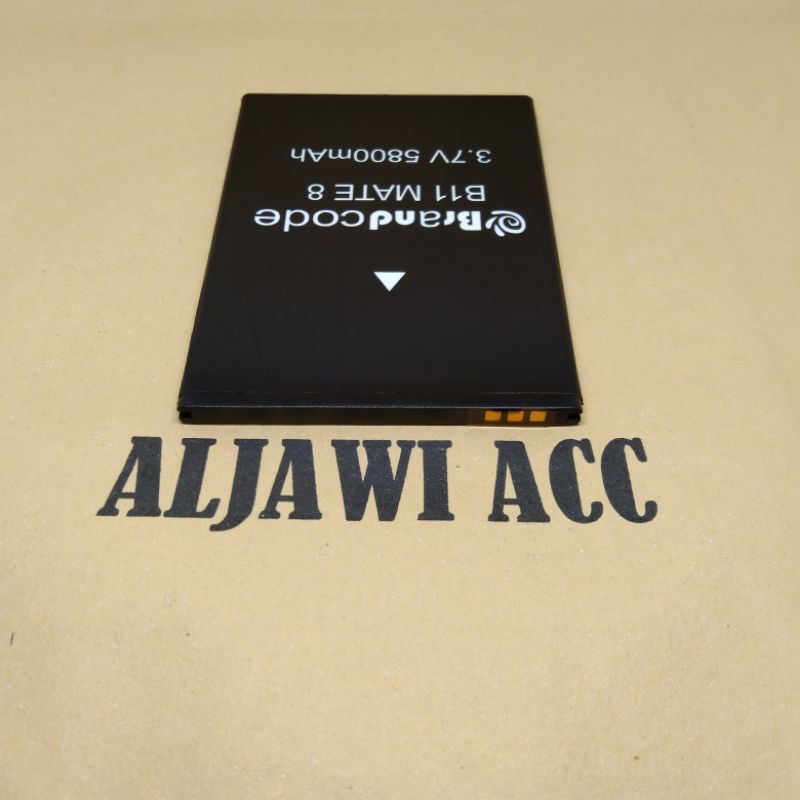 Brandcode
B11 MATE 8
3.7V 5800mAh
ALJAWI ACC